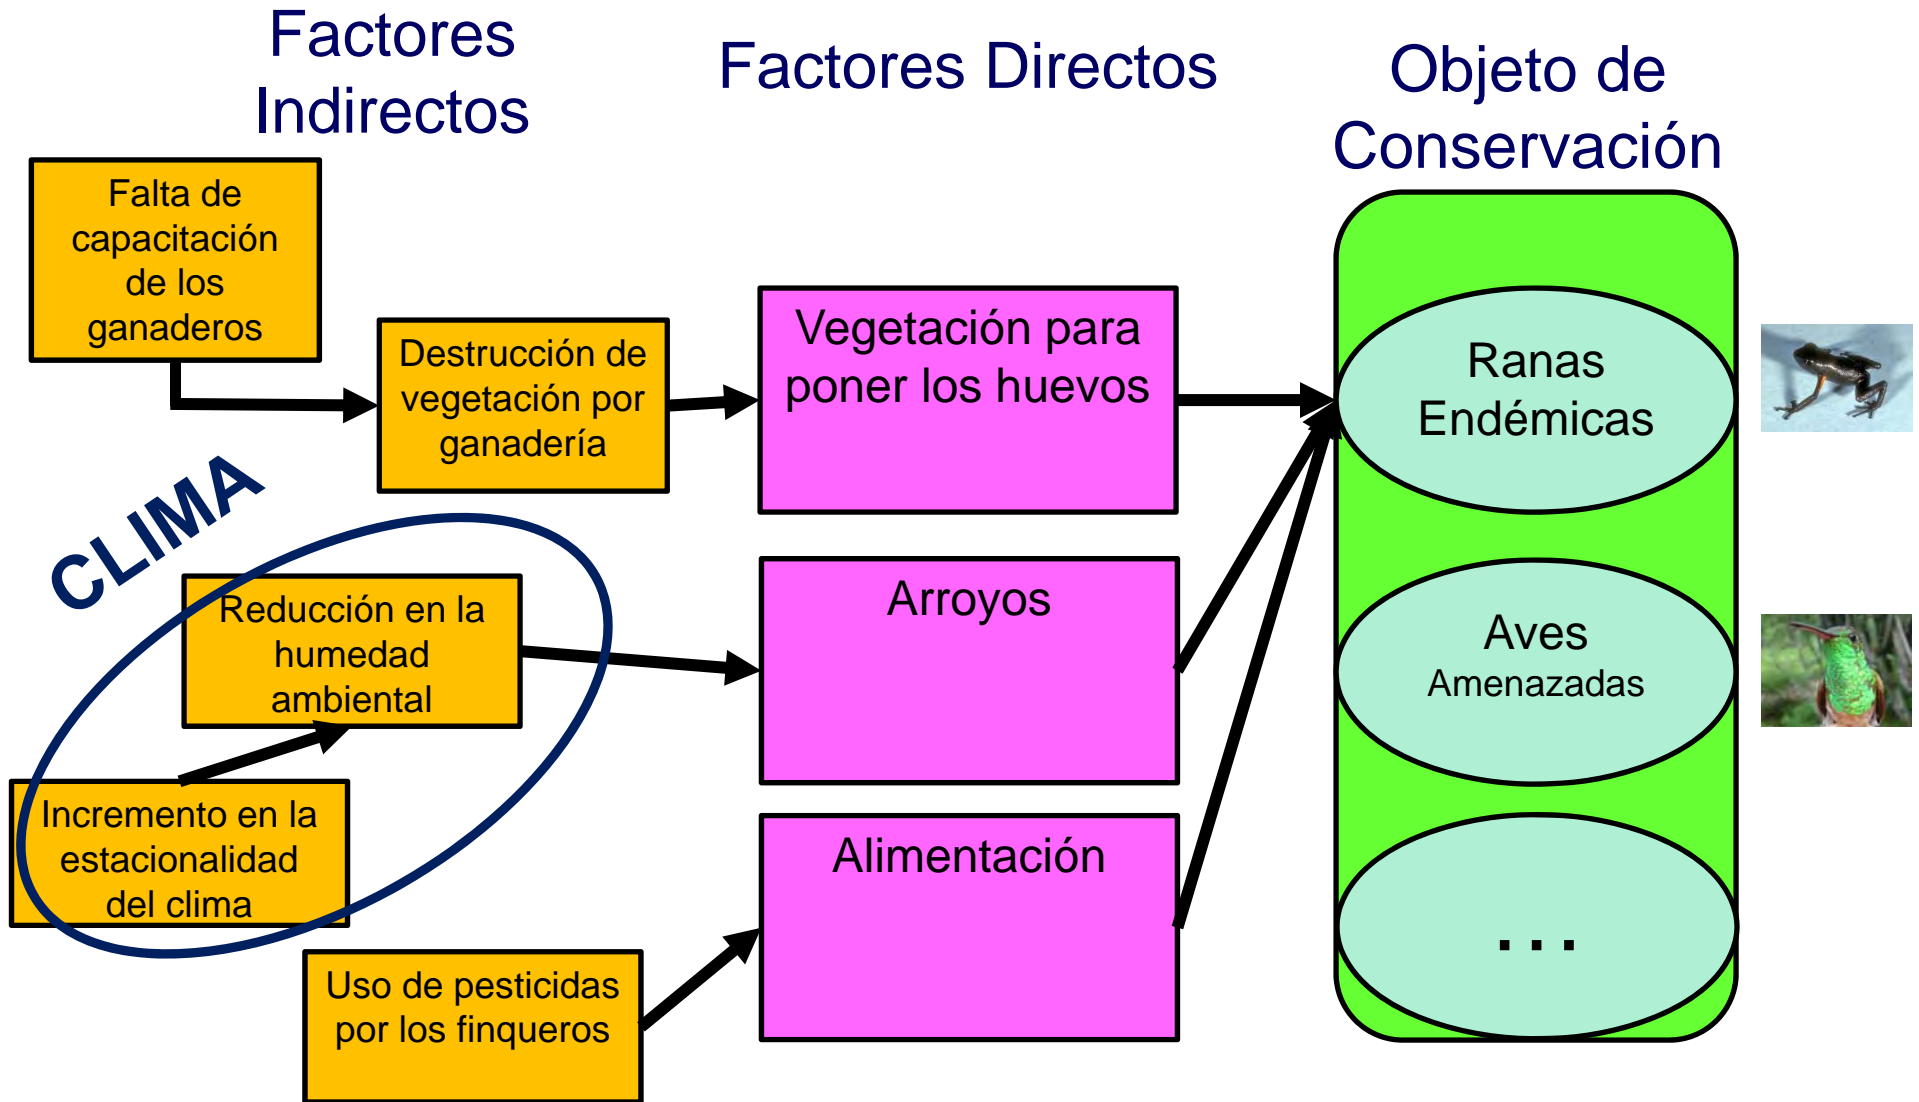 Factores
Indirectos
Factores Directos
Objeto de
Conservación
Falta de
capacitación
de los
ganaderos
Destrucción de
vegetación por
ganadería
Vegetación para
poner los huevos
Ranas
Endémicas
CLIMA
Reducción en la
humedad
ambiental
Arroyos
Aves
Amenazadas
Incremento en la
estacionalidad
del clima
Alimentación
...
Uso de pesticidas
por los finqueros